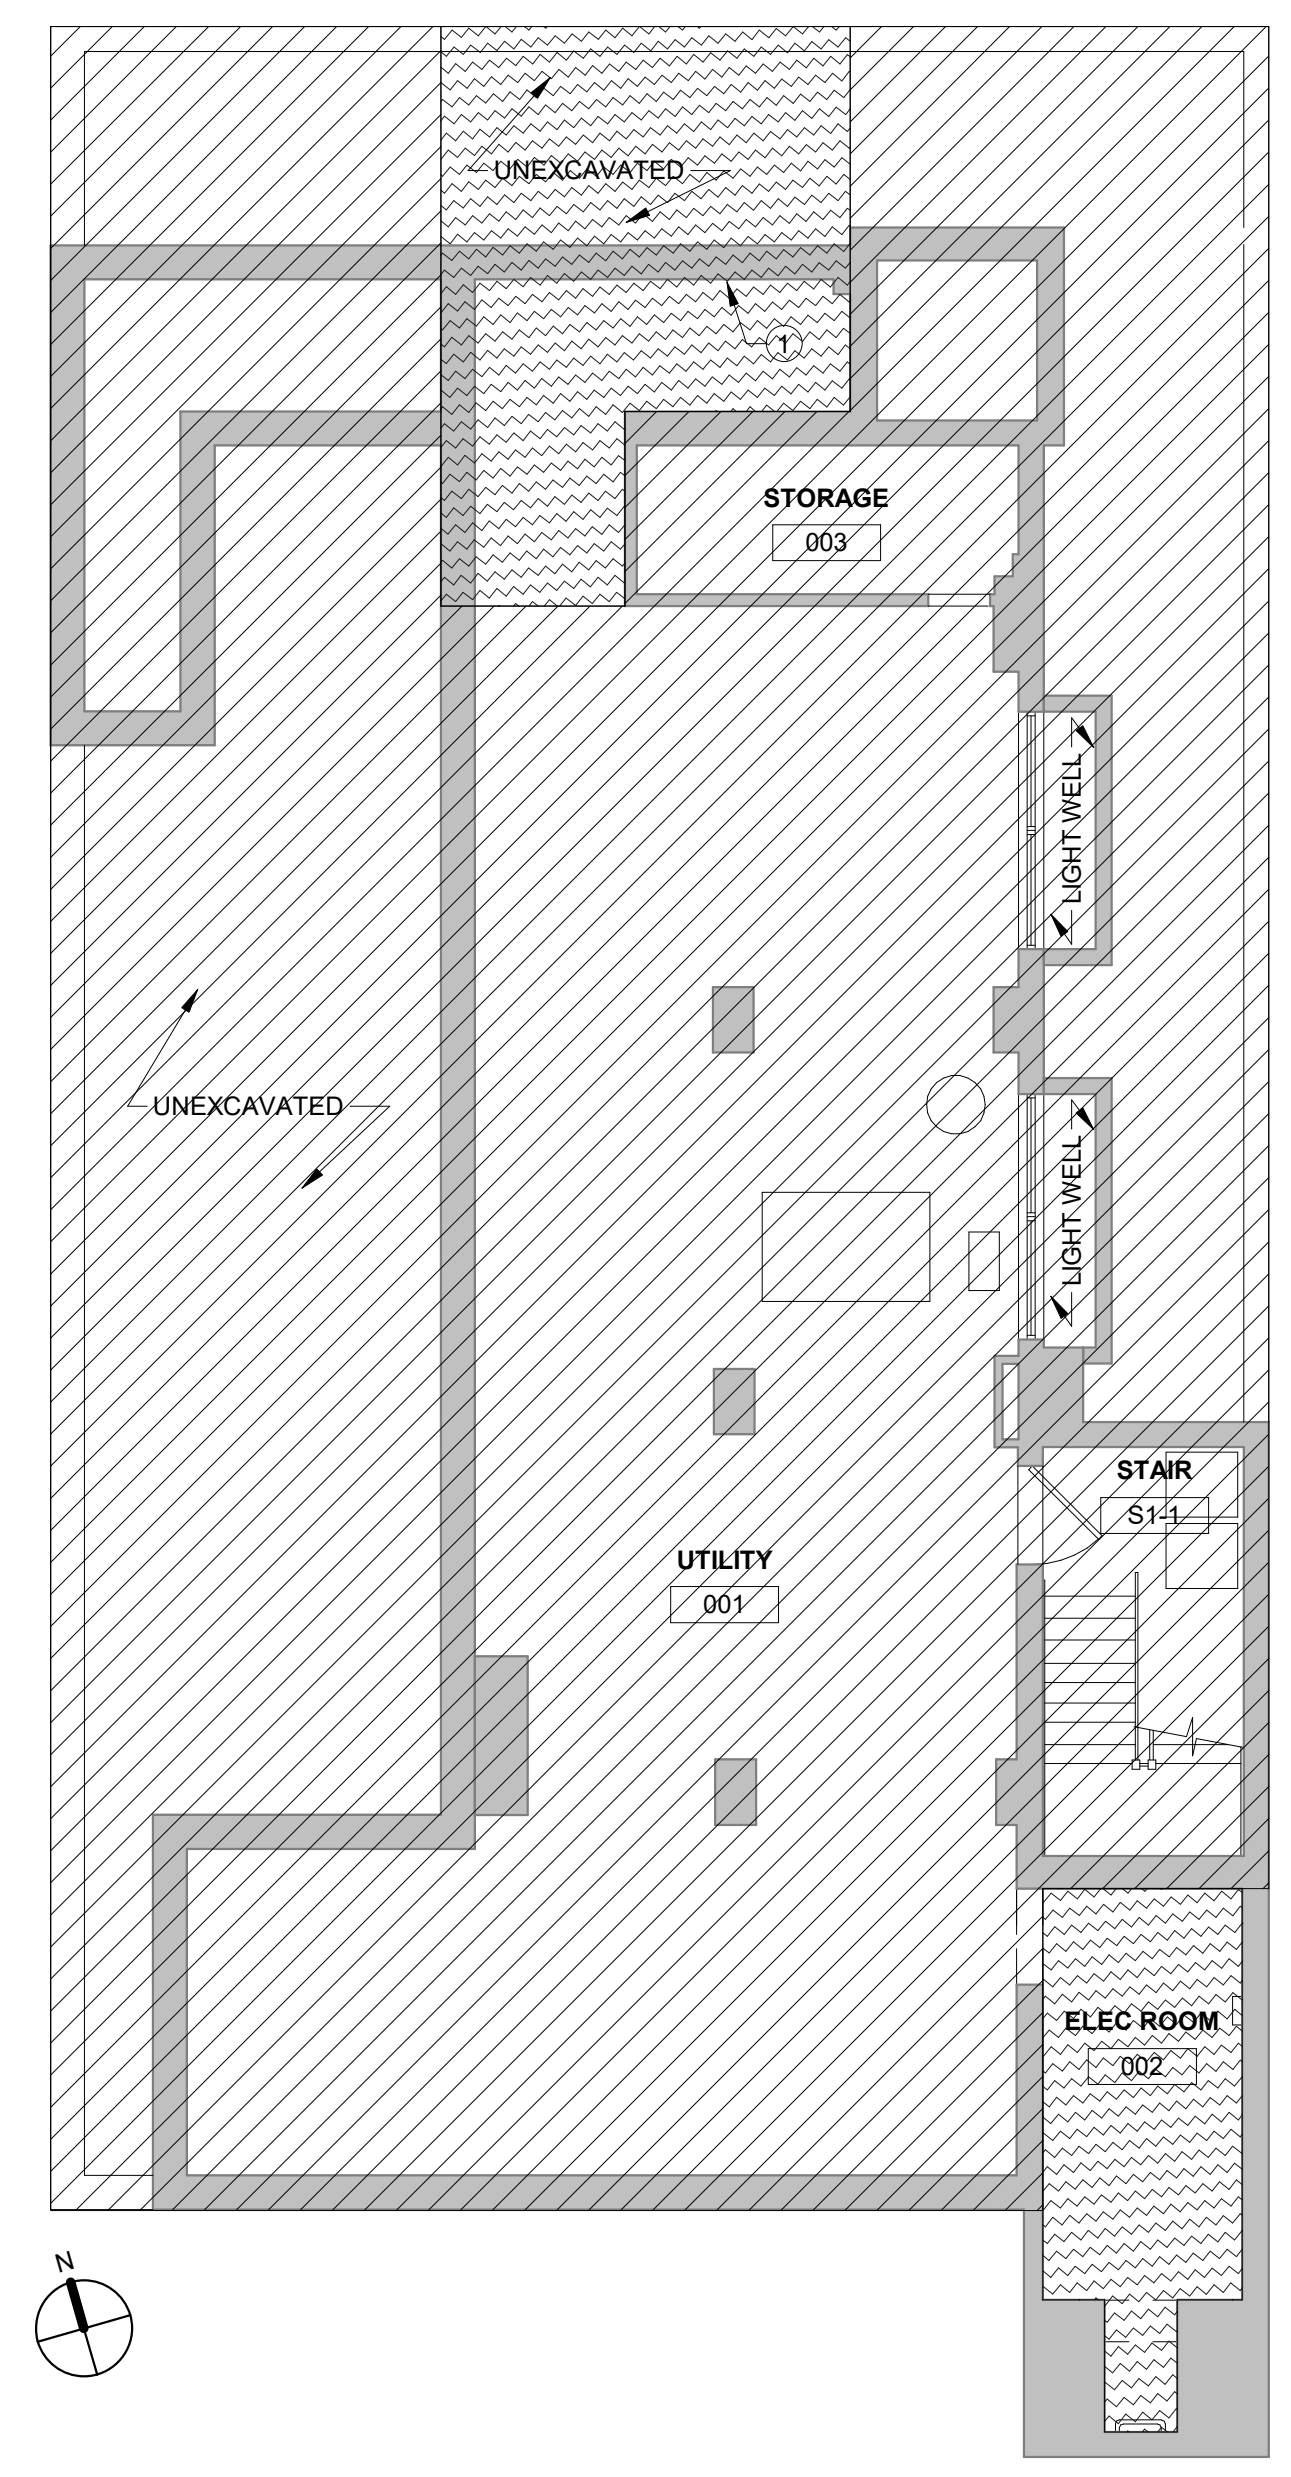 UNEXCAVATED
1
STORAGE
003
LIGHT WELL
UNEXCAVATED
LIGHT WELL
STAIR
S1-1
UTILITY
001
ELEC ROOM
002
N